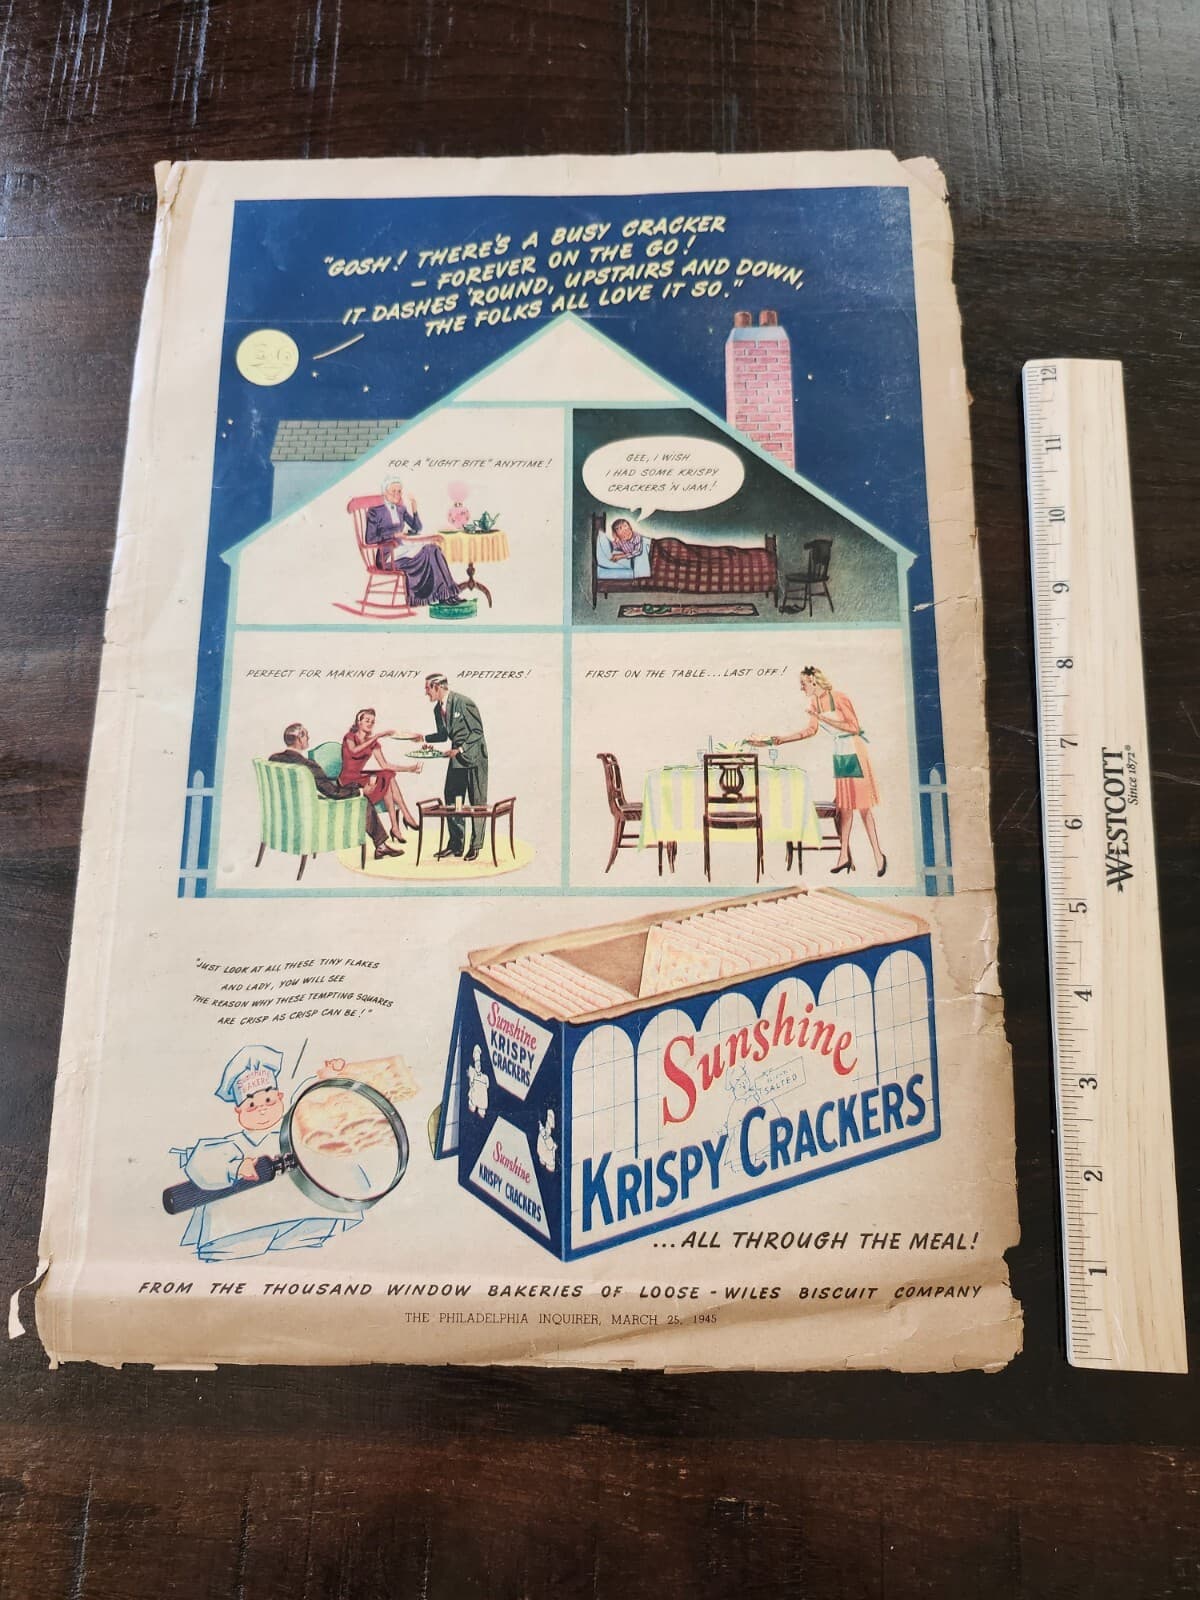 "GOSH! THERE'S A BUSY CRACKER
– FOREVER ON THE GO!
IT DASHES 'ROUND, UPSTAIRS AND DOWN,
THE FOLKS ALL LOVE IT SO."
FOR A "LIGHT BITE" ANYTIME!
GEE, I WISH
I HAD SOME KRISPY
CRACKERS 'N JAM!
PERFECT FOR MAKING DAINTY APPETIZERS!
FIRST ON THE TABLE...LAST OFF!
"JUST LOOK AT ALL THESE TINY FLAKES
AND LADY, YOU WILL SEE
THE REASON WHY THESE TEMPTING SQUARES
ARE CRISP AS CRISP CAN BE!"
Sunshine
BAKERS
Sunshine
KRISPY
CRACKERS
Sunshine
KRISPY CRACKERS
Sunshine
SALTED
KRISPY CRACKERS
...ALL THROUGH THE MEAL!
FROM THE THOUSAND WINDOW BAKERIES OF LOOSE-WILES BISCUIT COMPANY
THE PHILADELPHIA INQUIRER, MARCH 25, 1945
12
11
10
9
8
7
6
5
4
3
2
1
WESTCOTT
Since 1872®